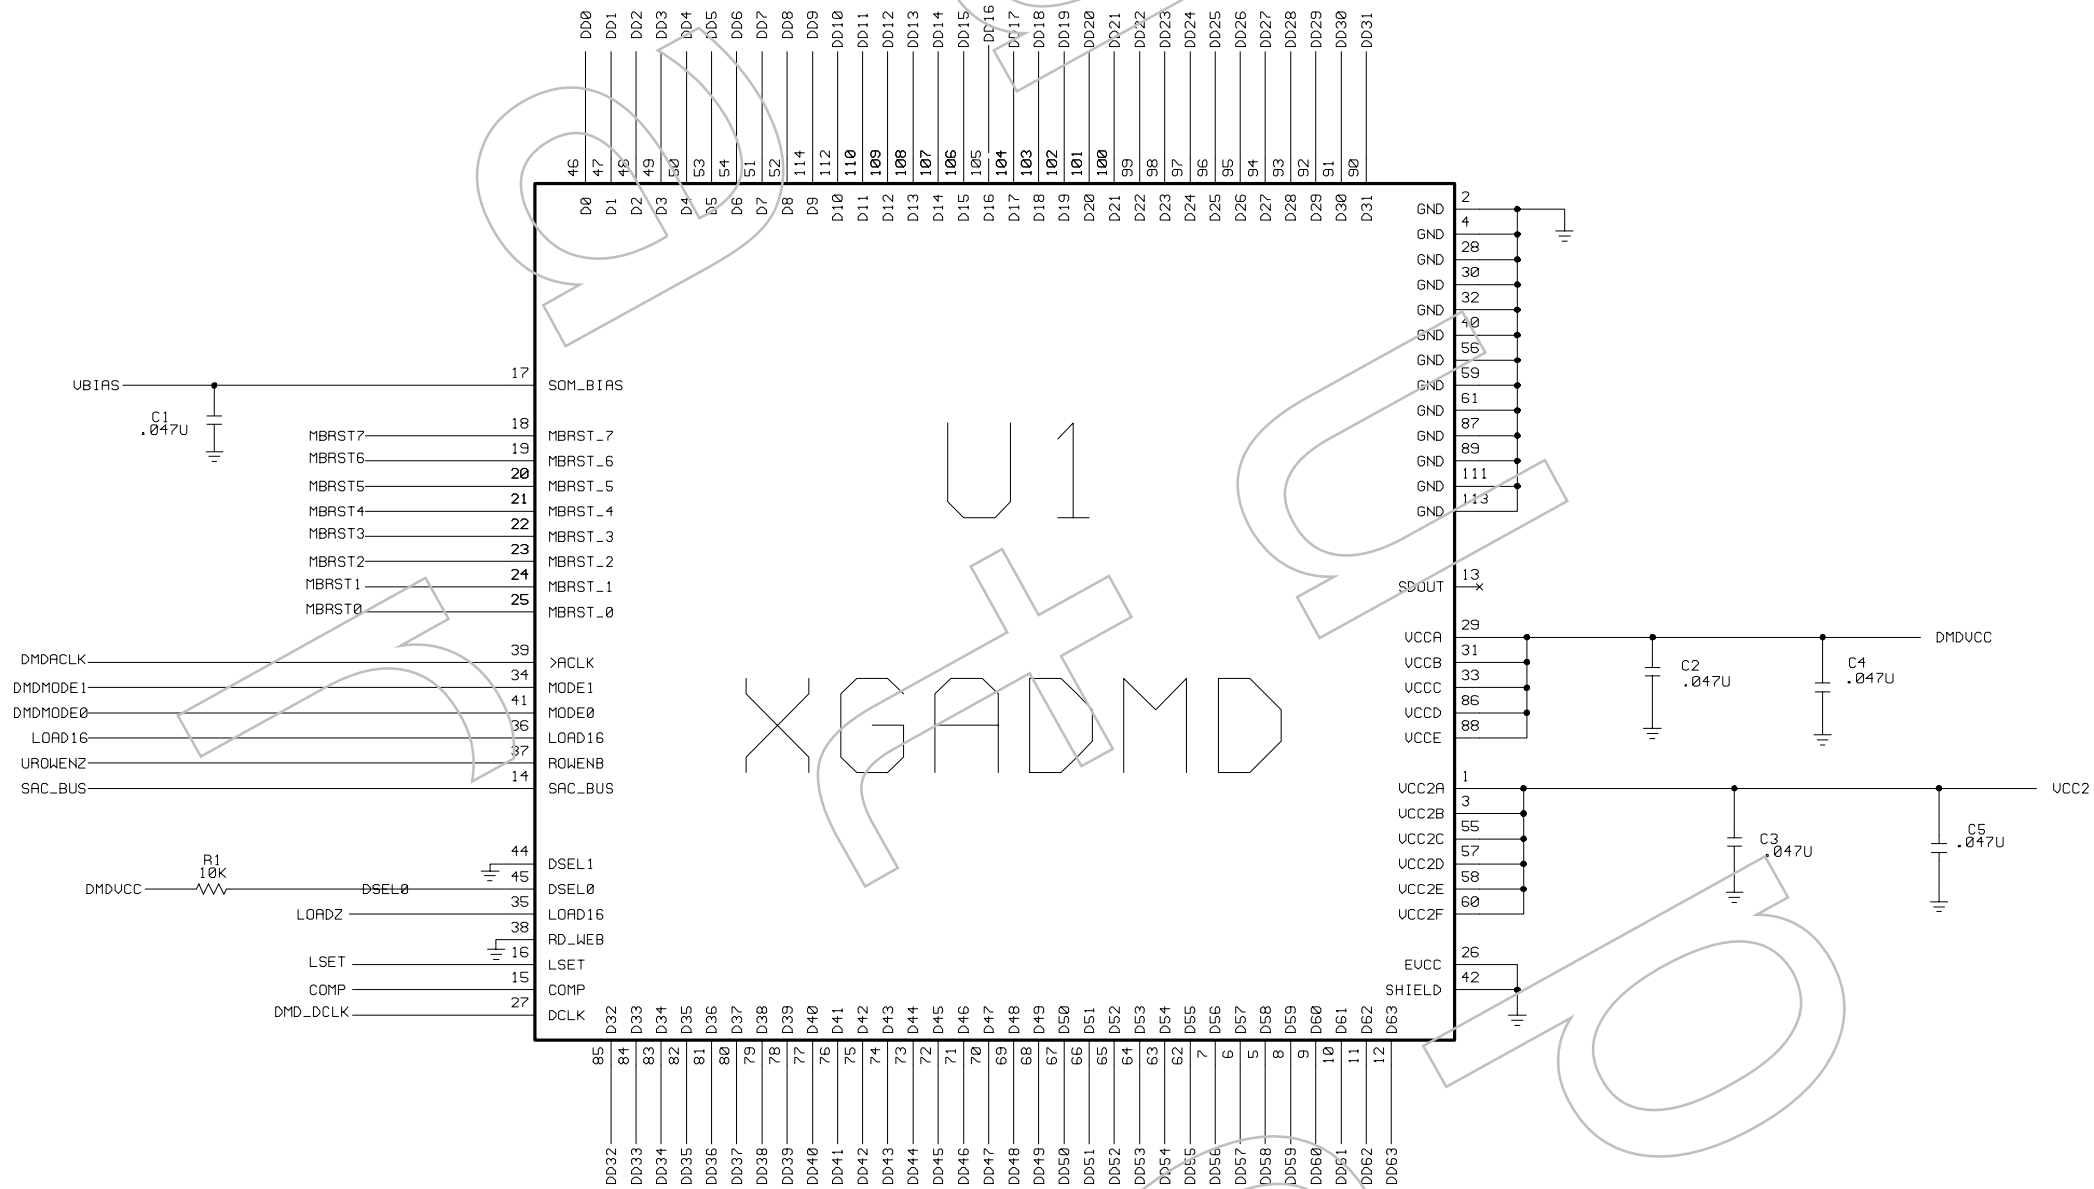 DD0 DD1 DD2 DD3 DD4 DD5 DD6 DD7 DD8 DD9 DD10 DD11 DD12 DD13 DD14 DD15 DD16 DD17 DD18 DD19 DD20 DD21 DD22 DD23 DD24 DD25 DD26 DD27 DD28 DD29 DD30 DD31
46 47 48 49 50 53 54 51 52 114 112 110 109 108 107 106 105 104 103 102 101 100 99 98 97 96 95 94 93 92 91 90
D0 D1 D2 D3 D4 D5 D6 D7 D8 D9 D10 D11 D12 D13 D14 D15 D16 D17 D18 D19 D20 D21 D22 D23 D24 D25 D26 D27 D28 D29 D30 D31
VBIAS 17 SOM_BIAS
C1
.047U
MBRST7 18 MBRST_7
MBRST6 19 MBRST_6
MBRST5 20 MBRST_5
MBRST4 21 MBRST_4
MBRST3 22 MBRST_3
MBRST2 23 MBRST_2
MBRST1 24 MBRST_1
MBRST0 25 MBRST_0
DMDACLK 39 >ACLK
DMDMODE1 34 MODE1
DMDMODE0 41 MODE0
LOAD16 36 LOAD16
UROWENZ 37 ROWENB
SAC_BUS 14 SAC_BUS
44 DSEL1
R1
10K
DMDVCC DSEL0 45 DSEL0
LOADZ 35 LOAD16
38 RD_WEB
LSET 16 LSET
COMP 15 COMP
DMD_DCLK 27 DCLK
U1
XGADMD
GND 2
GND 4
GND 28
GND 30
GND 32
GND 40
GND 56
GND 59
GND 61
GND 87
GND 89
GND 111
GND 113
SDOUT 13
VCCA 29 DMDVCC
VCCB 31
VCCC 33
VCCD 86
VCCE 88
C2
.047U
C4
.047U
VCC2A 1 VCC2
VCC2B 3
VCC2C 55
VCC2D 57
VCC2E 58
VCC2F 60
C3
.047U
C5
.047U
EVCC 26
SHIELD 42
D32 D33 D34 D35 D36 D37 D38 D39 D40 D41 D42 D43 D44 D45 D46 D47 D48 D49 D50 D51 D52 D53 D54 D55 D56 D57 D58 D59 D60 D61 D62 D63
85 84 83 82 81 80 79 78 77 76 75 74 73 72 71 70 69 68 67 66 65 64 63 62 7 6 5 8 9 10 11 12
DD32 DD33 DD34 DD35 DD36 DD37 DD38 DD39 DD40 DD41 DD42 DD43 DD44 DD45 DD46 DD47 DD48 DD49 DD50 DD51 DD52 DD53 DD54 DD55 DD56 DD57 DD58 DD59 DD60 DD61 DD62 DD63